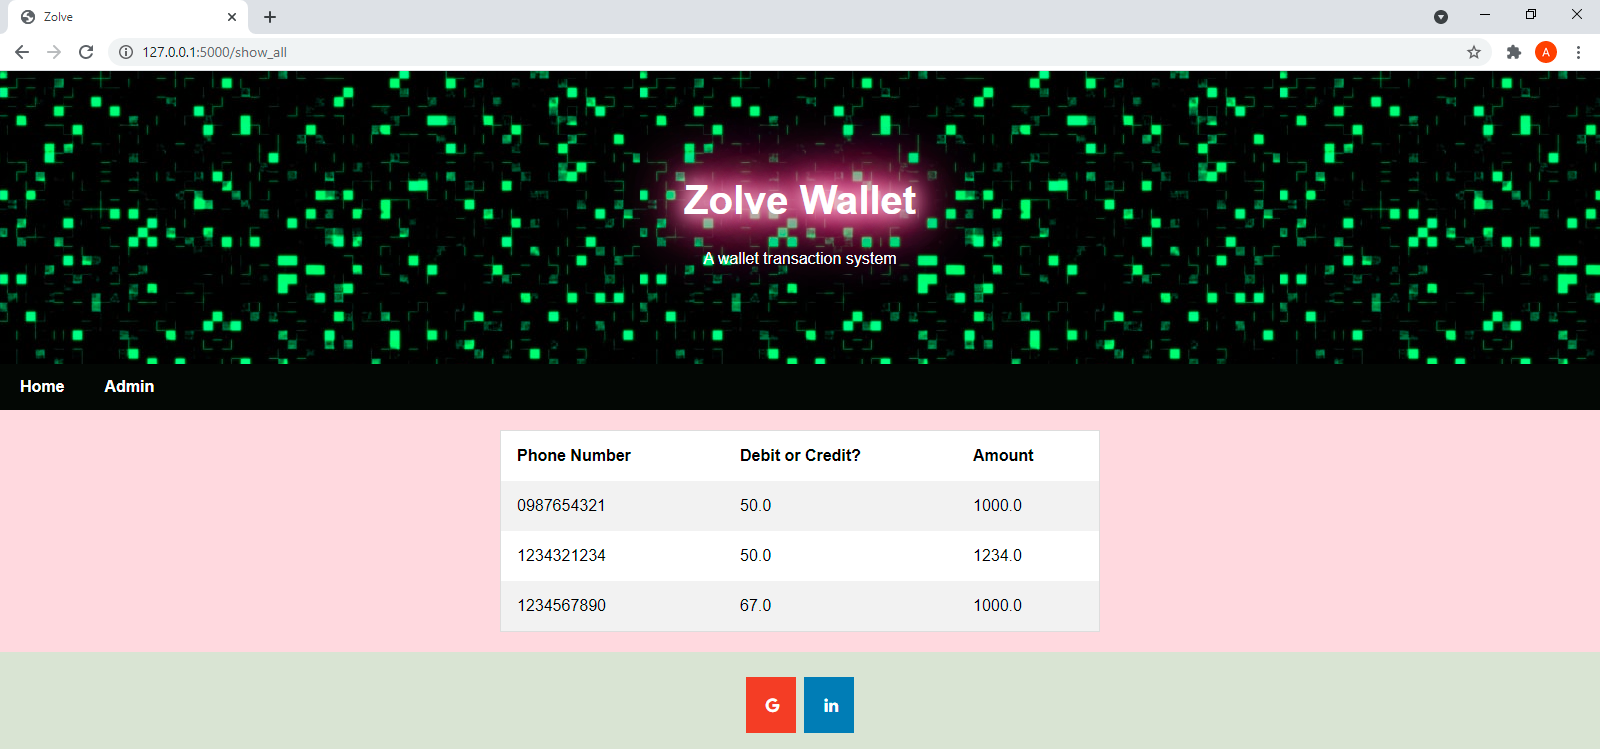 Zolve
127.0.0.1:5000/show_all
A
Zolve Wallet
A wallet transaction system
Home Admin
Phone Number Debit or Credit? Amount
0987654321 50.0 1000.0
1234321234 50.0 1234.0
1234567890 67.0 1000.0
G in